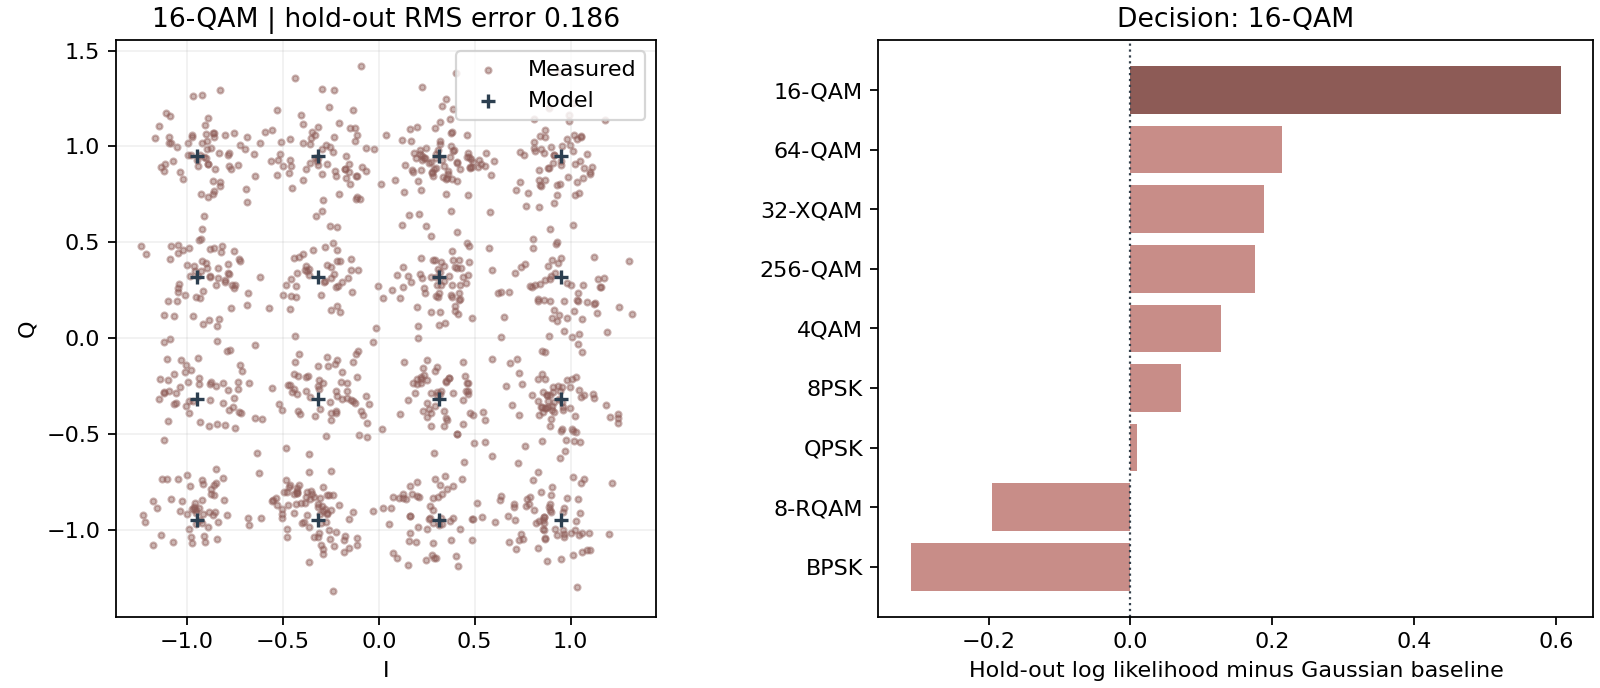 16-QAM | hold-out RMS error 0.186
1.5
1.0
0.5
0.0
−0.5
−1.0
Q
−1.0
−0.5
0.0
0.5
1.0
I
Measured
Model
Decision: 16-QAM
16-QAM
64-QAM
32-XQAM
256-QAM
4QAM
8PSK
QPSK
8-RQAM
BPSK
−0.2
0.0
0.2
0.4
0.6
Hold-out log likelihood minus Gaussian baseline